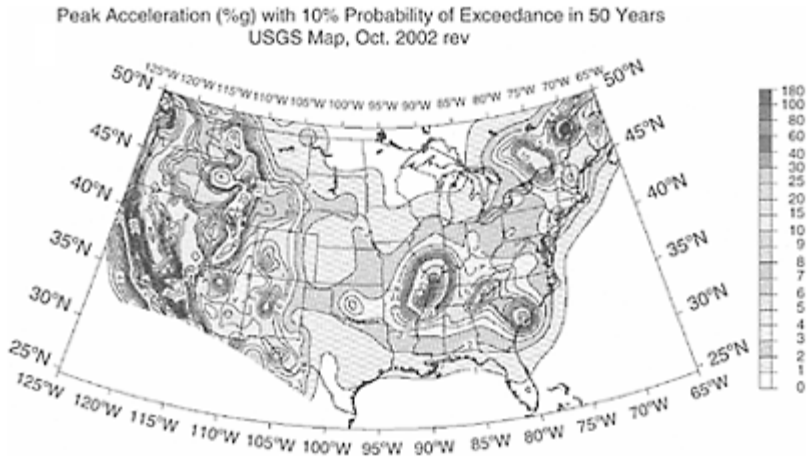 Peak Acceleration (%g) with 10% Probability of Exceedance in 50 Years
USGS Map, Oct. 2002 rev
125°W 120°W 115°W 110°W 105°W 100°W 95°W 90°W 85°W 80°W 75°W 70°W 65°W
50°N 50°N
45°N 45°N
40°N 40°N
35°N 35°N
30°N 30°N
25°N 25°N
125°W 120°W 115°W 110°W 105°W 100°W 95°W 90°W 85°W 80°W 75°W 70°W 65°W
180
100
80
60
40
30
25
20
15
10
9
8
7
6
5
4
3
2
1
0